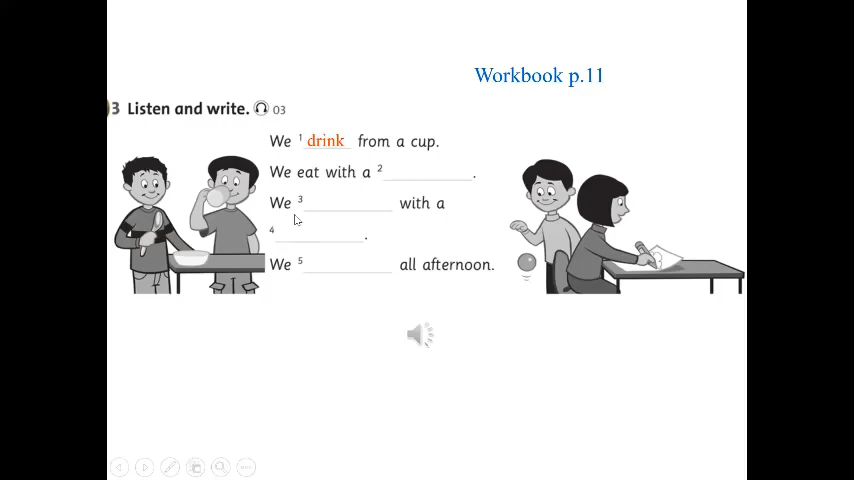 Workbook p.11
3 Listen and write. 03
We 1 drink from a cup.
We eat with a 2 .
We 3 with a
4 .
We 5 all afternoon.